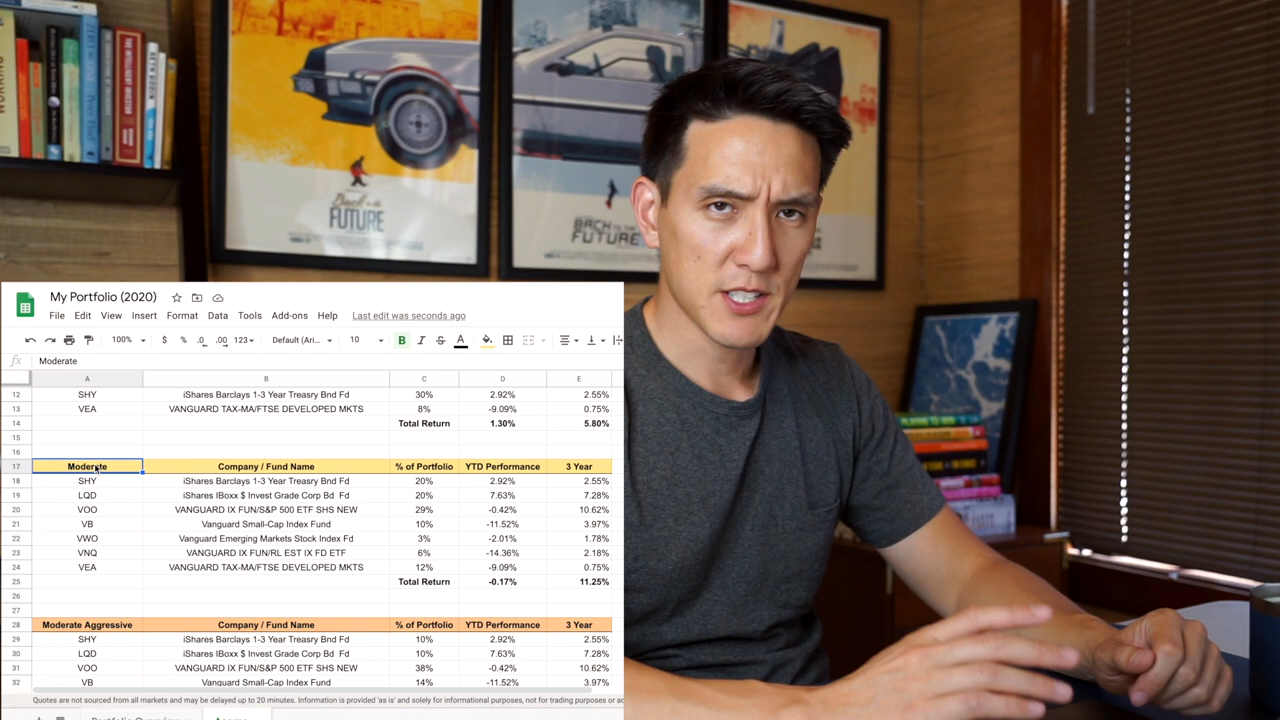 THE INTELLIGENT INVESTOR
Back to the
FUTURE
BACK TO THE
FUTURE
My Portfolio (2020)
File Edit View Insert Format Data Tools Add-ons Help Last edit was seconds ago
100% $ % .0 .00 123 Default (Ari... 10 B I S A
fx Moderate
A B C D E
12 SHY iShares Barclays 1-3 Year Treasry Bnd Fd 30% 2.92% 2.55%
13 VEA VANGUARD TAX-MA/FTSE DEVELOPED MKTS 8% -9.09% 0.75%
14 Total Return 1.30% 5.80%
15
16
17 Moderate Company / Fund Name % of Portfolio YTD Performance 3 Year
18 SHY iShares Barclays 1-3 Year Treasry Bnd Fd 20% 2.92% 2.55%
19 LQD iShares IBoxx $ Invest Grade Corp Bd Fd 20% 7.63% 7.28%
20 VOO VANGUARD IX FUN/S&P 500 ETF SHS NEW 29% -0.42% 10.62%
21 VB Vanguard Small-Cap Index Fund 10% -11.52% 3.97%
22 VWO Vanguard Emerging Markets Stock Index Fd 3% -2.01% 1.78%
23 VNQ VANGUARD IX FUN/RL EST IX FD ETF 6% -14.36% 2.18%
24 VEA VANGUARD TAX-MA/FTSE DEVELOPED MKTS 12% -9.09% 0.75%
25 Total Return -0.17% 11.25%
26
27
28 Moderate Aggressive Company / Fund Name % of Portfolio YTD Performance 3 Year
29 SHY iShares Barclays 1-3 Year Treasry Bnd Fd 10% 2.92% 2.55%
30 LQD iShares IBoxx $ Invest Grade Corp Bd Fd 10% 7.63% 7.28%
31 VOO VANGUARD IX FUN/S&P 500 ETF SHS NEW 38% -0.42% 10.62%
32 VB Vanguard Small-Cap Index Fund 14% -11.52% 3.97%
Quotes are not sourced from all markets and may be delayed up to 20 minutes. Information is provided 'as is' and solely for informational purposes, not for trading purposes or
Portfolio Overview